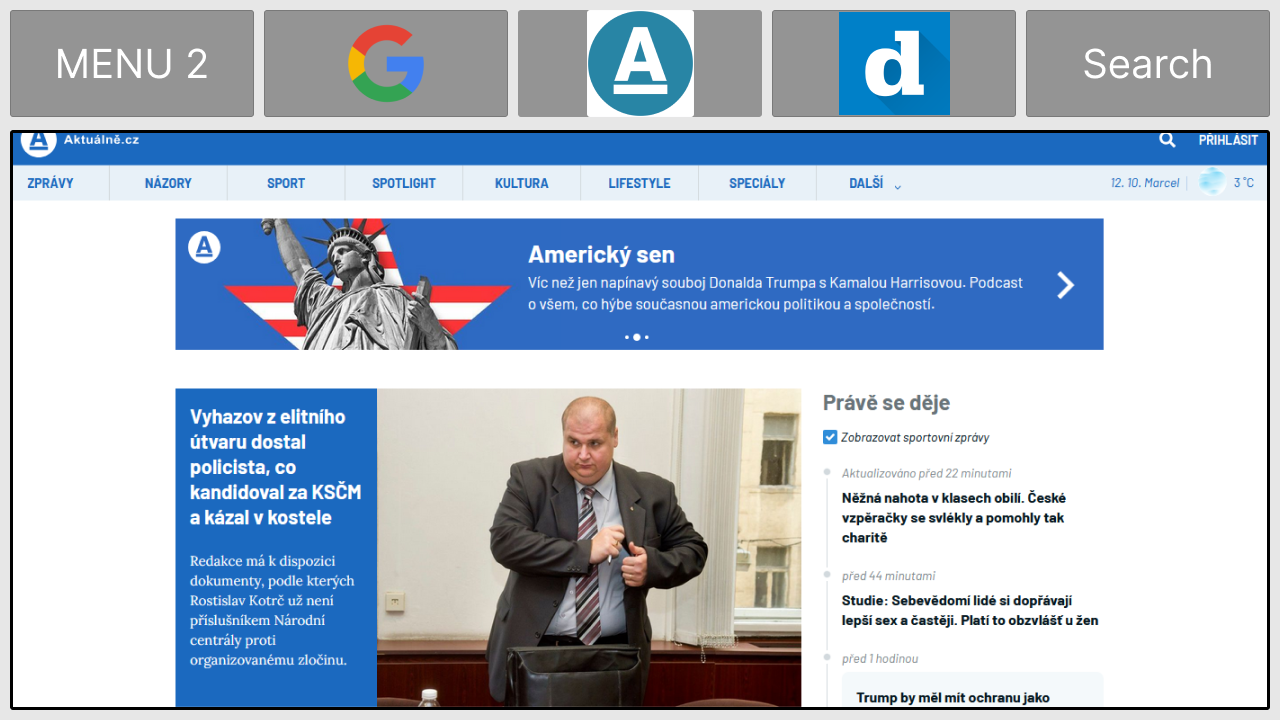 MENU 2
Search
Aktuálně.cz
PŘIHLÁSIT
ZPRÁVY
NÁZORY
SPORT
SPOTLIGHT
KULTURA
LIFESTYLE
SPECIÁLY
DALŠÍ
12. 10. Marcel
3 °C
Americký sen
Víc než jen napínavý souboj Donalda Trumpa s Kamalou Harrisovou. Podcast
o všem, co hýbe současnou americkou politikou a společností.
Vyhazov z elitního
útvaru dostal
policista, co
kandidoval za KSČM
a kázal v kostele
Redakce má k dispozici
dokumenty, podle kterých
Rostislav Kotrč už není
příslušníkem Národní
centrály proti
organizovanému zločinu.
Právě se děje
Zobrazovat sportovní zprávy
Aktualizováno před 22 minutami
Něžná nahota v klasech obilí. České
vzpěračky se svlékly a pomohly tak
charitě
před 44 minutami
Studie: Sebevědomí lidé si dopřávají
lepší sex a častěji. Platí to obzvlášť u žen
před 1 hodinou
Trump by měl mít ochranu jako